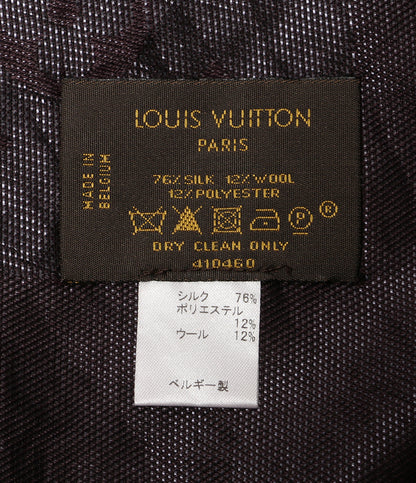 LOUIS VUITTON
PARIS
MADE IN
BELGIUM
76% SILK 12% WOOL
12% POLYESTER
P ®
DRY CLEAN ONLY
410460
シルク 76%
ポリエステル
12%
ウール 12%
ベルギー製